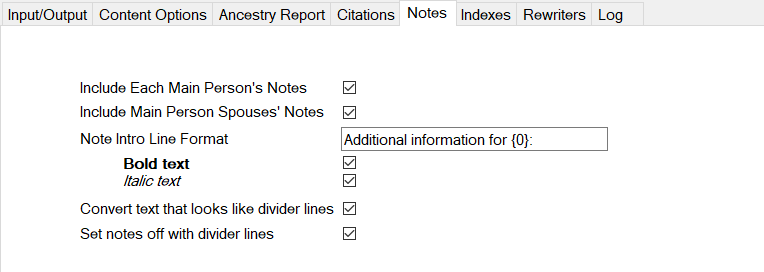 Input/Output Content Options Ancestry Report Citations Notes Indexes Rewriters Log
Include Each Main Person's Notes
Include Main Person Spouses' Notes
Note Intro Line Format Additional information for {0}:
Bold text
Italic text
Convert text that looks like divider lines
Set notes off with divider lines